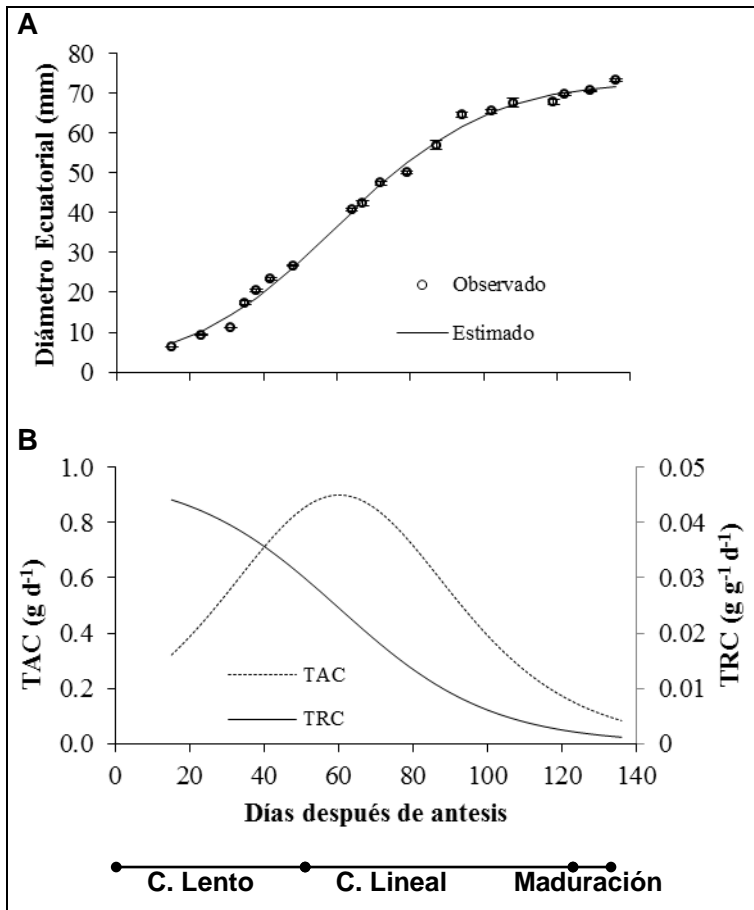 A
Diámetro Ecuatorial (mm)
80
70
60
50
40
30
20
10
0
Observado
Estimado
B
TAC (g d-1)
1.0
0.8
0.6
0.4
0.2
0.0
TAC
TRC
0.05
0.04
0.03
0.02
0.01
0
TRC (g g-1 d-1)
0 20 40 60 80 100 120 140
Días después de antesis
C. Lento C. Lineal Maduración